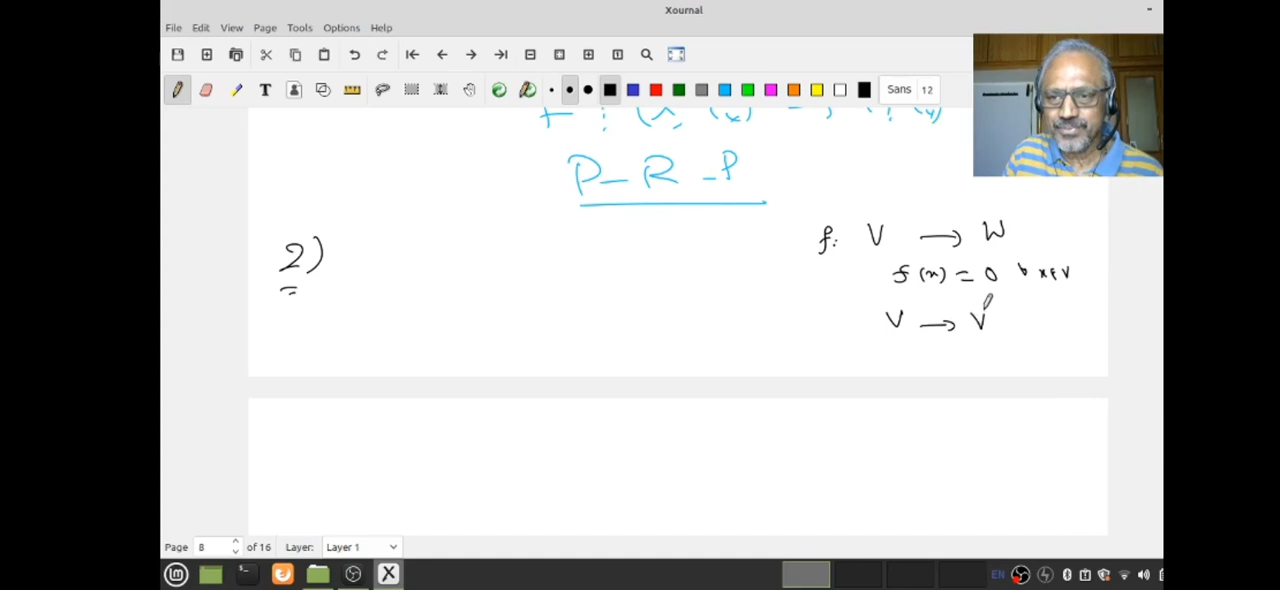 Xournal
File Edit View Page Tools Options Help
Sans 12
P - R - P
2)
f: V → W
f(x) = 0 ∀ x ∈ V
V → V
Page 8 of 16 Layer: Layer 1
EN